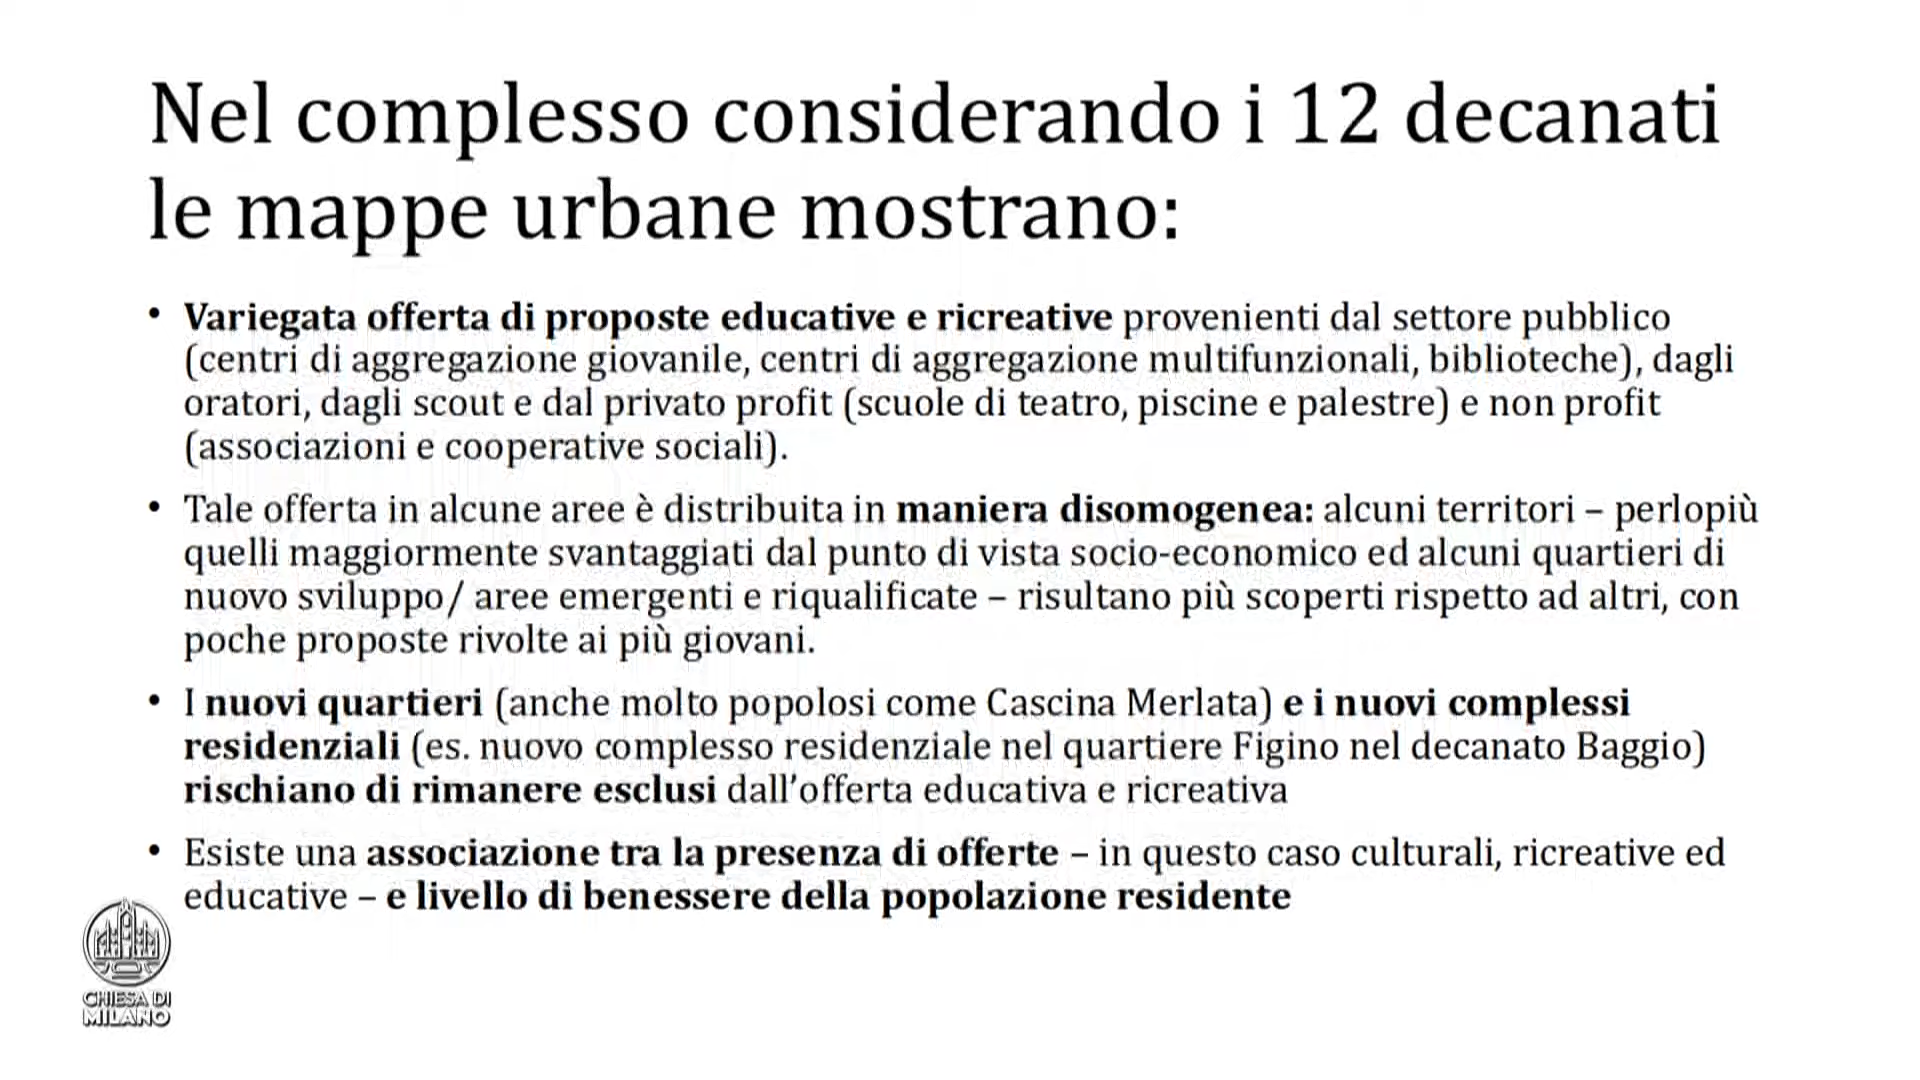 Nel complesso considerando i 12 decanati
le mappe urbane mostrano:
• Variegata offerta di proposte educative e ricreative provenienti dal settore pubblico
(centri di aggregazione giovanile, centri di aggregazione multifunzionali, biblioteche), dagli
oratori, dagli scout e dal privato profit (scuole di teatro, piscine e palestre) e non profit
(associazioni e cooperative sociali).
• Tale offerta in alcune aree è distribuita in maniera disomogenea: alcuni territori – perlopiù
quelli maggiormente svantaggiati dal punto di vista socio-economico ed alcuni quartieri di
nuovo sviluppo/ aree emergenti e riqualificate – risultano più scoperti rispetto ad altri, con
poche proposte rivolte ai più giovani.
• I nuovi quartieri (anche molto popolosi come Cascina Merlata) e i nuovi complessi
residenziali (es. nuovo complesso residenziale nel quartiere Figino nel decanato Baggio)
rischiano di rimanere esclusi dall’offerta educativa e ricreativa
• Esiste una associazione tra la presenza di offerte – in questo caso culturali, ricreative ed
educative – e livello di benessere della popolazione residente
CHIESA DI
MILANO